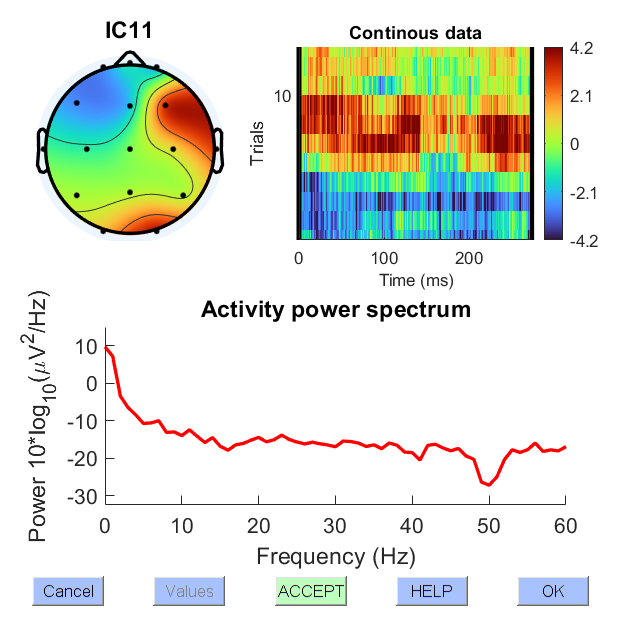 IC11
Continous data
Trials
10
4.2
2.1
0
-2.1
-4.2
0 100 200
Time (ms)
Activity power spectrum
Power 10*log10(μV2/Hz)
10
0
-10
-20
-30
0 10 20 30 40 50 60
Frequency (Hz)
Cancel Values ACCEPT HELP OK